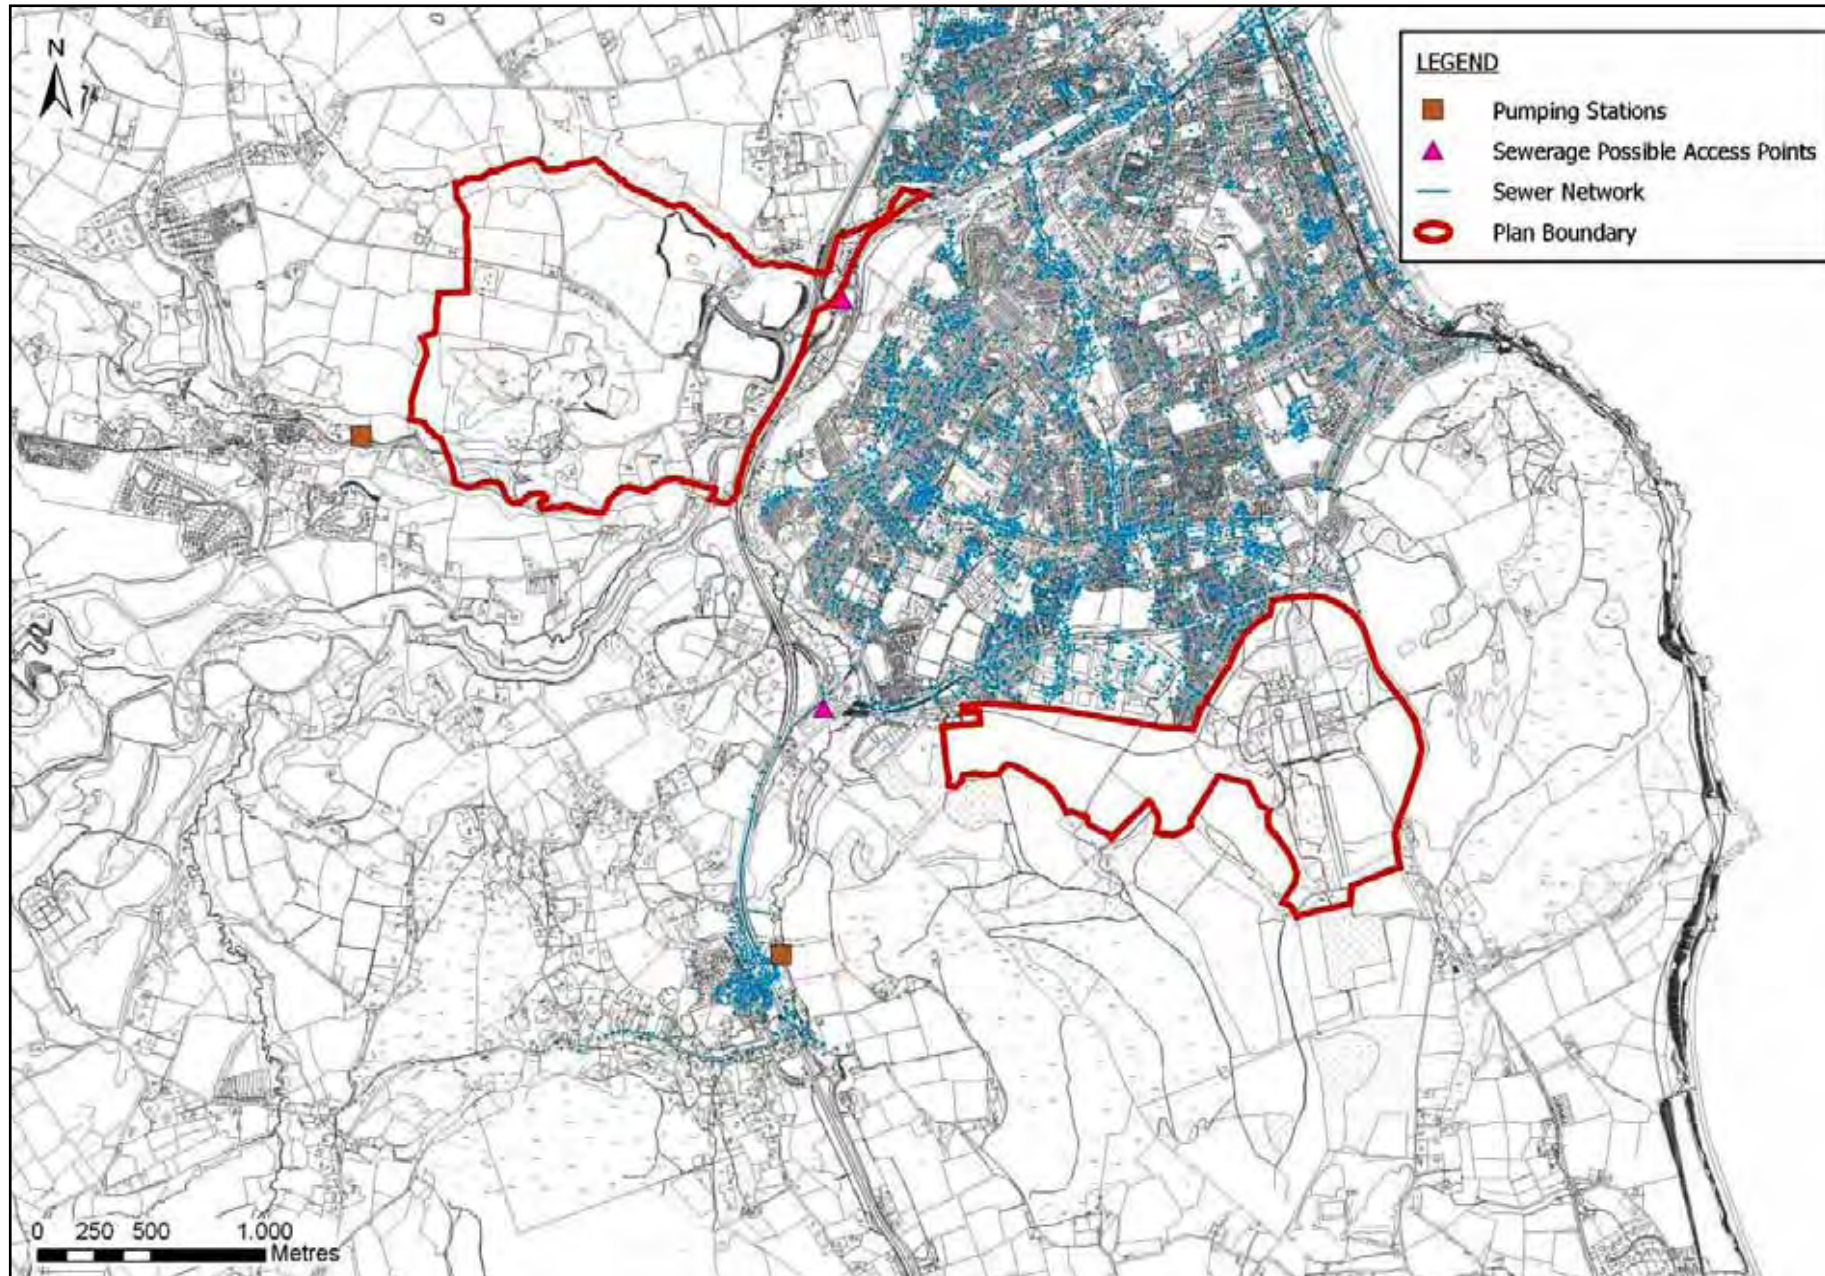 N
LEGEND
Pumping Stations
Sewerage Possible Access Points
Sewer Network
Plan Boundary
0 250 500 1.000
Metres